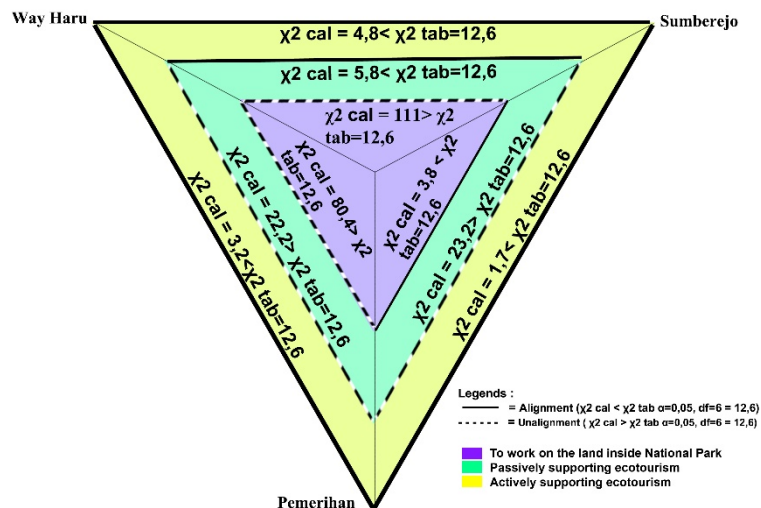 Way Haru
Sumberejo
χ2 cal = 4,8< χ2 tab=12,6
χ2 cal = 5,8< χ2 tab=12,6
χ2 cal = 111> χ2
tab=12,6
χ2 cal = 80,4> χ2
tab=12,6
χ2 cal = 3,8 < χ2
tab=12,6
χ2 cal = 22,2> χ2 tab=12,6
χ2 cal = 23,2> χ2 tab=12,6
χ2 cal = 3,2<χ2 tab=12,6
χ2 cal = 1,7< χ2 tab=12,6
Pemerihan
Legends :
= Alignment (χ2 cal < χ2 tab α=0,05, df=6 = 12,6)
= Unalignment ( χ2 cal > χ2 tab α=0,05, df=6 = 12,6)
To work on the land inside National Park
Passively supporting ecotourism
Actively supporting ecotourism